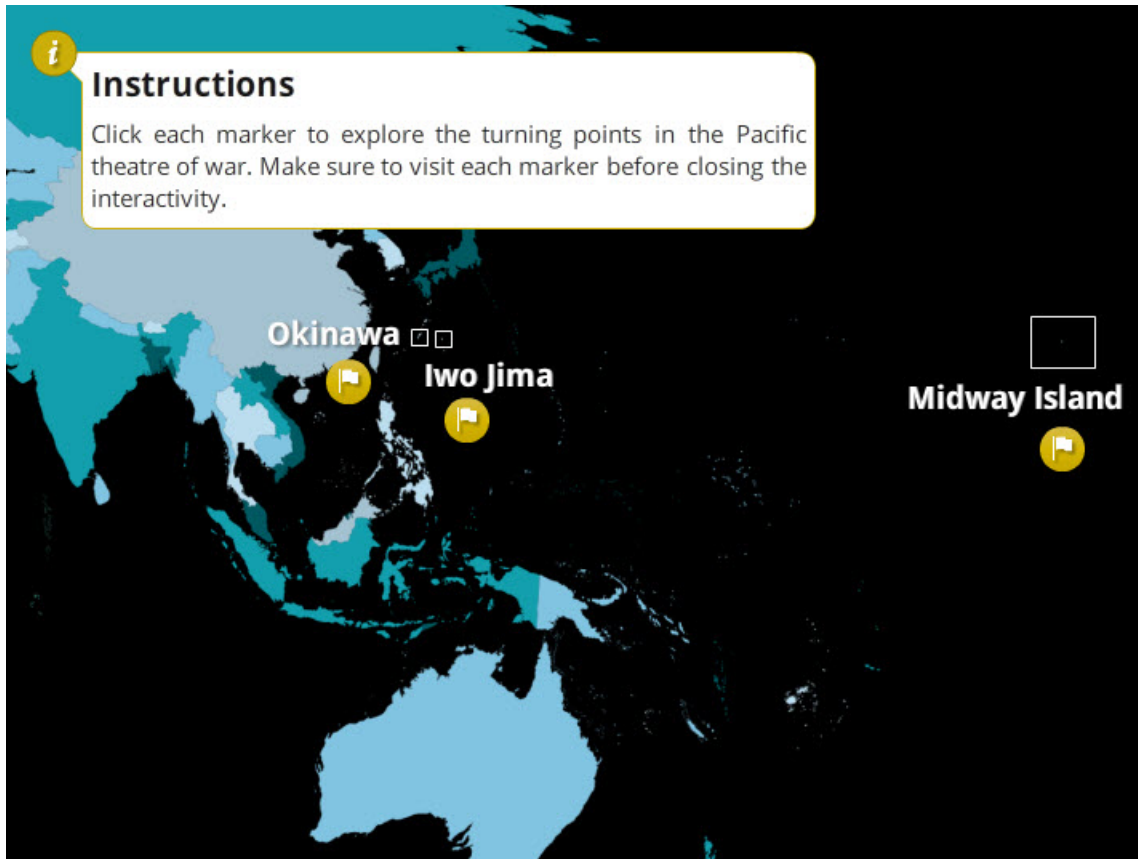 i
Instructions
Click each marker to explore the turning points in the Pacific
theatre of war. Make sure to visit each marker before closing the
interactivity.
Okinawa
Iwo Jima
Midway Island